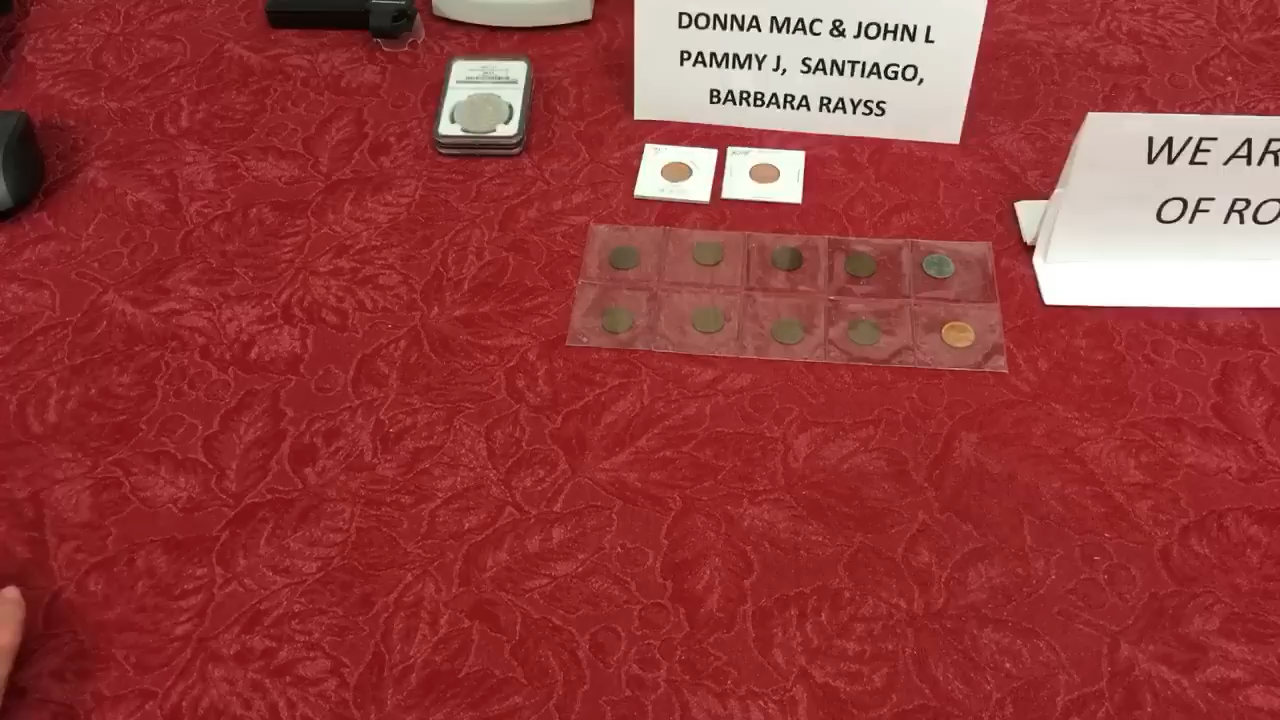 DONNA MAC & JOHN L
PAMMY J, SANTIAGO,
BARBARA RAYSS
WE AR
OF RO